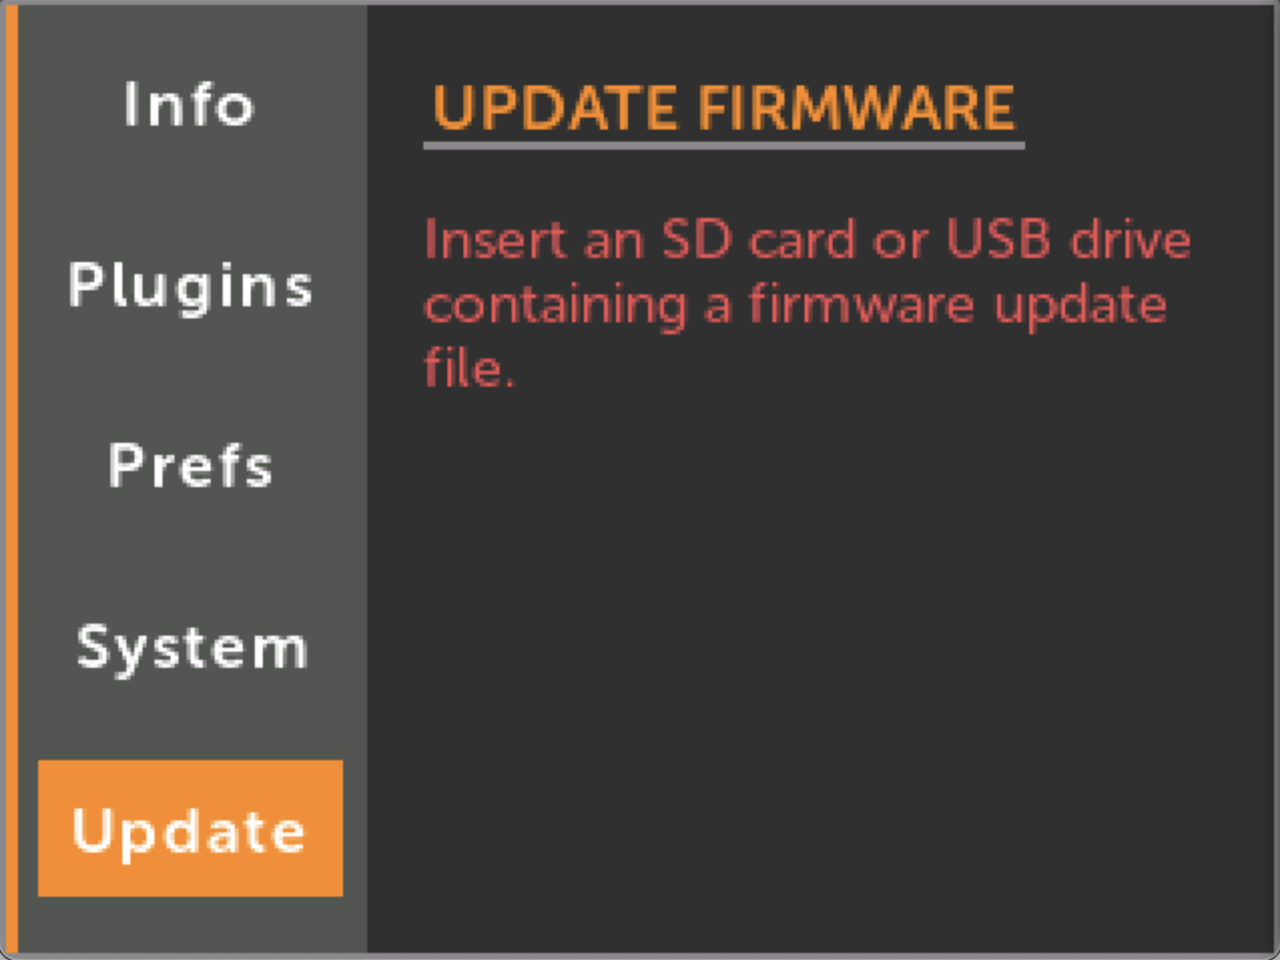 Info
Plugins
Prefs
System
Update
UPDATE FIRMWARE
Insert an SD card or USB drive
containing a firmware update
file.